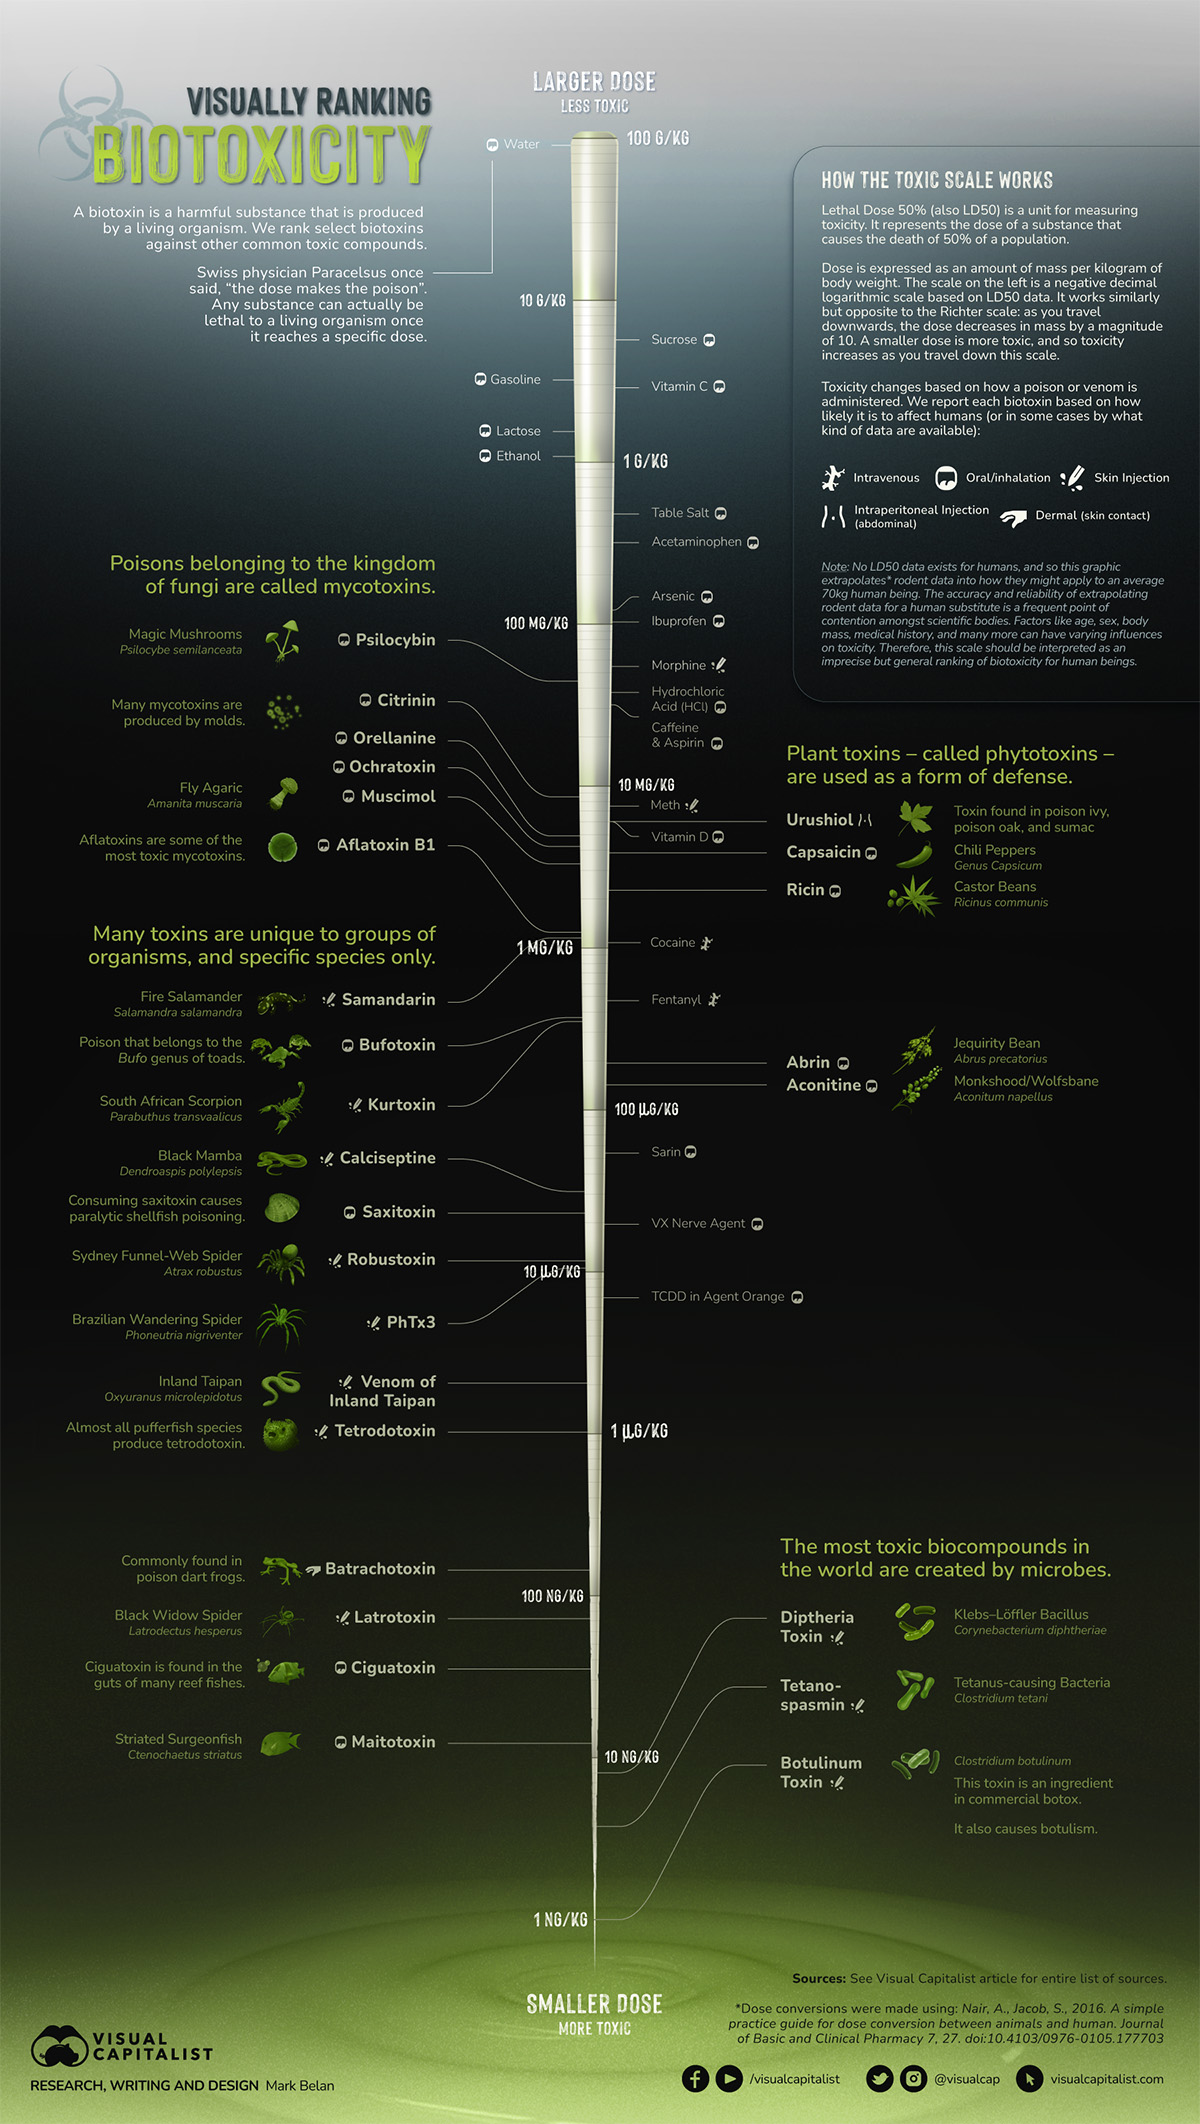 VISUALLY RANKING
BIOTOXICITY
A biotoxin is a harmful substance that is produced
by a living organism. We rank select biotoxins
against other common toxic compounds.
Swiss physician Paracelsus once
said, “the dose makes the poison”.
Any substance can actually be
lethal to a living organism once
it reaches a specific dose.
LARGER DOSE
LESS TOXIC
Water
100 G/KG
10 G/KG
Sucrose
Gasoline
Vitamin C
Lactose
Ethanol
1 G/KG
Table Salt
Acetaminophen
Arsenic
Ibuprofen
100 MG/KG
Morphine
Hydrochloric
Acid (HCl)
Caffeine
& Aspirin
10 MG/KG
Meth
Vitamin D
1 MG/KG
Cocaine
Fentanyl
100 µG/KG
Sarin
VX Nerve Agent
10 µG/KG
TCDD in Agent Orange
1 µG/KG
100 NG/KG
10 NG/KG
1 NG/KG
SMALLER DOSE
MORE TOXIC
HOW THE TOXIC SCALE WORKS
Lethal Dose 50% (also LD50) is a unit for measuring
toxicity. It represents the dose of a substance that
causes the death of 50% of a population.
Dose is expressed as an amount of mass per kilogram of
body weight. The scale on the left is a negative decimal
logarithmic scale based on LD50 data. It works similarly
but opposite to the Richter scale: as you travel
downwards, the dose decreases in mass by a magnitude
of 10. A smaller dose is more toxic, and so toxicity
increases as you travel down this scale.
Toxicity changes based on how a poison or venom is
administered. We report each biotoxin based on how
likely it is to affect humans (or in some cases by what
kind of data are available):
Intravenous
Oral/inhalation
Skin Injection
Intraperitoneal Injection
(abdominal)
Dermal (skin contact)
Note: No LD50 data exists for humans, and so this graphic
extrapolates* rodent data into how they might apply to an average
70kg human being. The accuracy and reliability of extrapolating
rodent data for a human substitute is a frequent point of
contention amongst scientific bodies. Factors like age, sex, body
mass, medical history, and many more can have varying influences
on toxicity. Therefore, this scale should be interpreted as an
imprecise but general ranking of biotoxicity for human beings.
Poisons belonging to the kingdom
of fungi are called mycotoxins.
Magic Mushrooms
Psilocybe semilanceata
Psilocybin
Many mycotoxins are
produced by molds.
Citrinin
Orellanine
Ochratoxin
Fly Agaric
Amanita muscaria
Muscimol
Aflatoxins are some of the
most toxic mycotoxins.
Aflatoxin B1
Plant toxins – called phytotoxins –
are used as a form of defense.
Urushiol
Toxin found in poison ivy,
poison oak, and sumac
Capsaicin
Chili Peppers
Genus Capsicum
Ricin
Castor Beans
Ricinus communis
Abrin
Jequirity Bean
Abrus precatorius
Aconitine
Monkshood/Wolfsbane
Aconitum napellus
Many toxins are unique to groups of
organisms, and specific species only.
Fire Salamander
Salamandra salamandra
Samandarin
Poison that belongs to the
Bufo genus of toads.
Bufotoxin
South African Scorpion
Parabuthus transvaalicus
Kurtoxin
Black Mamba
Dendroaspis polylepsis
Calciseptine
Consuming saxitoxin causes
paralytic shellfish poisoning.
Saxitoxin
Sydney Funnel-Web Spider
Atrax robustus
Robustoxin
Brazilian Wandering Spider
Phoneutria nigriventer
PhTx3
Inland Taipan
Oxyuranus microlepidotus
Venom of
Inland Taipan
Almost all pufferfish species
produce tetrodotoxin.
Tetrodotoxin
Commonly found in
poison dart frogs.
Batrachotoxin
Black Widow Spider
Latrodectus hesperus
Latrotoxin
Ciguatoxin is found in the
guts of many reef fishes.
Ciguatoxin
Striated Surgeonfish
Ctenochaetus striatus
Maitotoxin
The most toxic biocompounds in
the world are created by microbes.
Diptheria
Toxin
Klebs–Löffler Bacillus
Corynebacterium diphtheriae
Tetano-
spasmin
Tetanus-causing Bacteria
Clostridium tetani
Botulinum
Toxin
Clostridium botulinum
This toxin is an ingredient
in commercial botox.
It also causes botulism.
Sources: See Visual Capitalist article for entire list of sources.
*Dose conversions were made using: Nair, A., Jacob, S., 2016. A simple
practice guide for dose conversion between animals and human. Journal
of Basic and Clinical Pharmacy 7, 27. doi:10.4103/0976-0105.177703
VISUAL
CAPITALIST
RESEARCH, WRITING AND DESIGN Mark Belan
/visualcapitalist
@visualcap
visualcapitalist.com